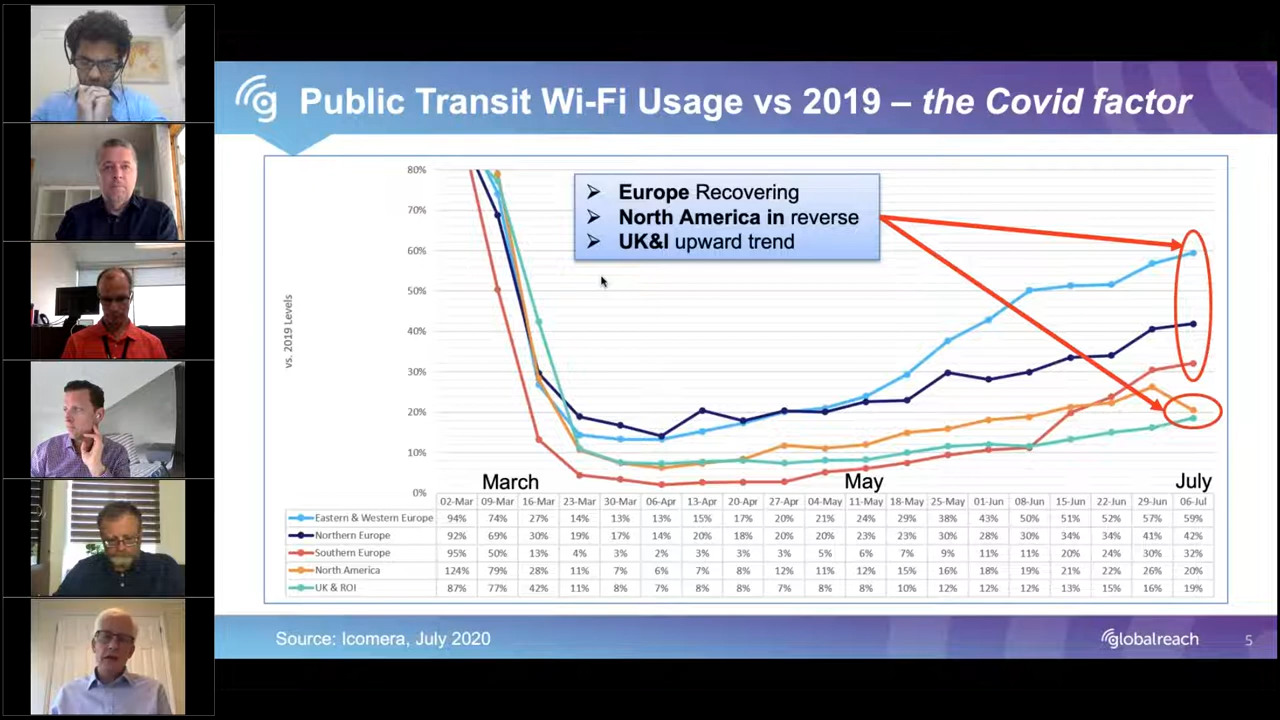 Public Transit Wi-Fi Usage vs 2019 – the Covid factor
80%
70%
60%
50%
40%
30%
20%
10%
0%
vs. 2019 Levels
➢ Europe Recovering
➢ North America in reverse
➢ UK&I upward trend
March
May
July
02-Mar 09-Mar 16-Mar 23-Mar 30-Mar 06-Apr 13-Apr 20-Apr 27-Apr 04-May 11-May 18-May 25-May 01-Jun 08-Jun 15-Jun 22-Jun 29-Jun 06-Jul
Eastern & Western Europe 94% 74% 27% 14% 13% 13% 15% 17% 20% 21% 24% 29% 38% 43% 50% 51% 52% 57% 59%
Northern Europe 92% 69% 30% 19% 17% 14% 20% 18% 20% 20% 23% 23% 30% 28% 30% 34% 34% 41% 42%
Southern Europe 95% 50% 13% 4% 3% 2% 3% 3% 3% 5% 6% 7% 9% 11% 11% 20% 24% 30% 32%
North America 124% 79% 28% 11% 7% 6% 7% 8% 12% 11% 12% 15% 16% 18% 19% 21% 22% 26% 20%
UK & ROI 87% 77% 42% 11% 8% 7% 8% 8% 7% 8% 8% 10% 12% 12% 12% 13% 15% 16% 19%
Source: Icomera, July 2020
globalreach
5